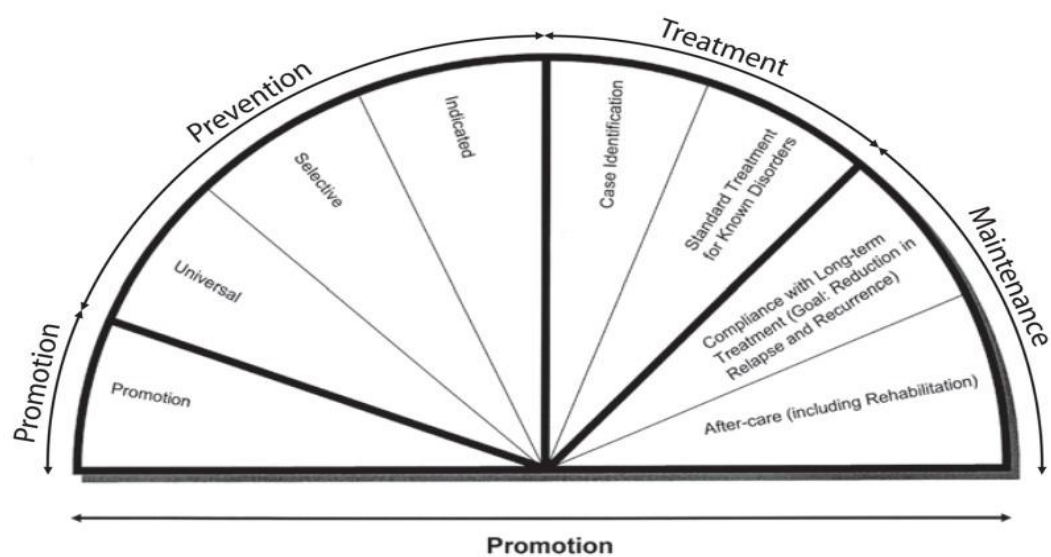 Treatment
Prevention
Indicated
Case Identification
Selective
Standard Treatment
for Known Disorders
Universal
Maintenance
Compliance with Long-term
Treatment (Goal: Reduction in
Relapse and Recurrence)
Promotion
Promotion
After-care (including Rehabilitation)
Promotion